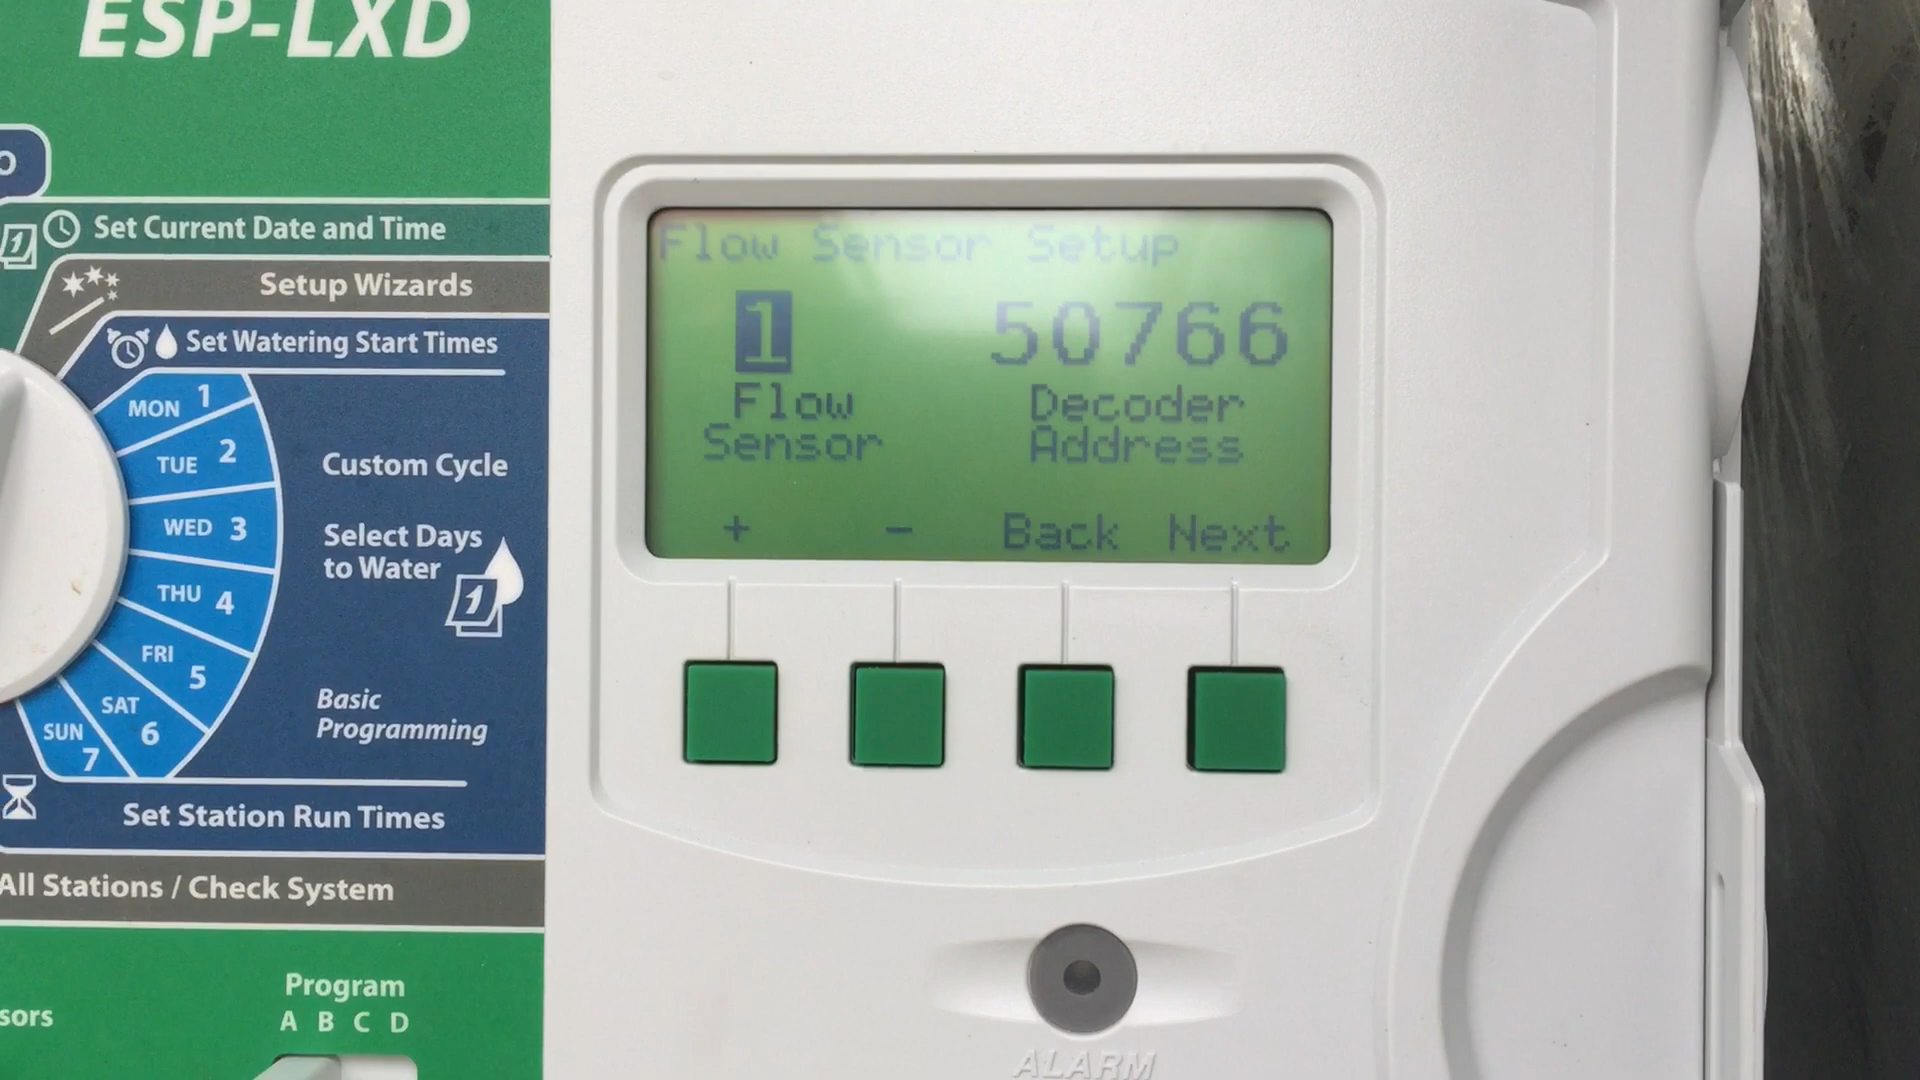 ESP-LXD
O
Set Current Date and Time
Setup Wizards
Set Watering Start Times
MON 1
TUE 2
WED 3
THU 4
FRI 5
SAT 6
SUN 7
Custom Cycle
Select Days
to Water
1
1
Basic
Programming
Set Station Run Times
All Stations / Check System
Program
A B C D
sors
Flow Sensor Setup
1 50766
Flow Decoder
Sensor Address
+ - Back Next
ALARM